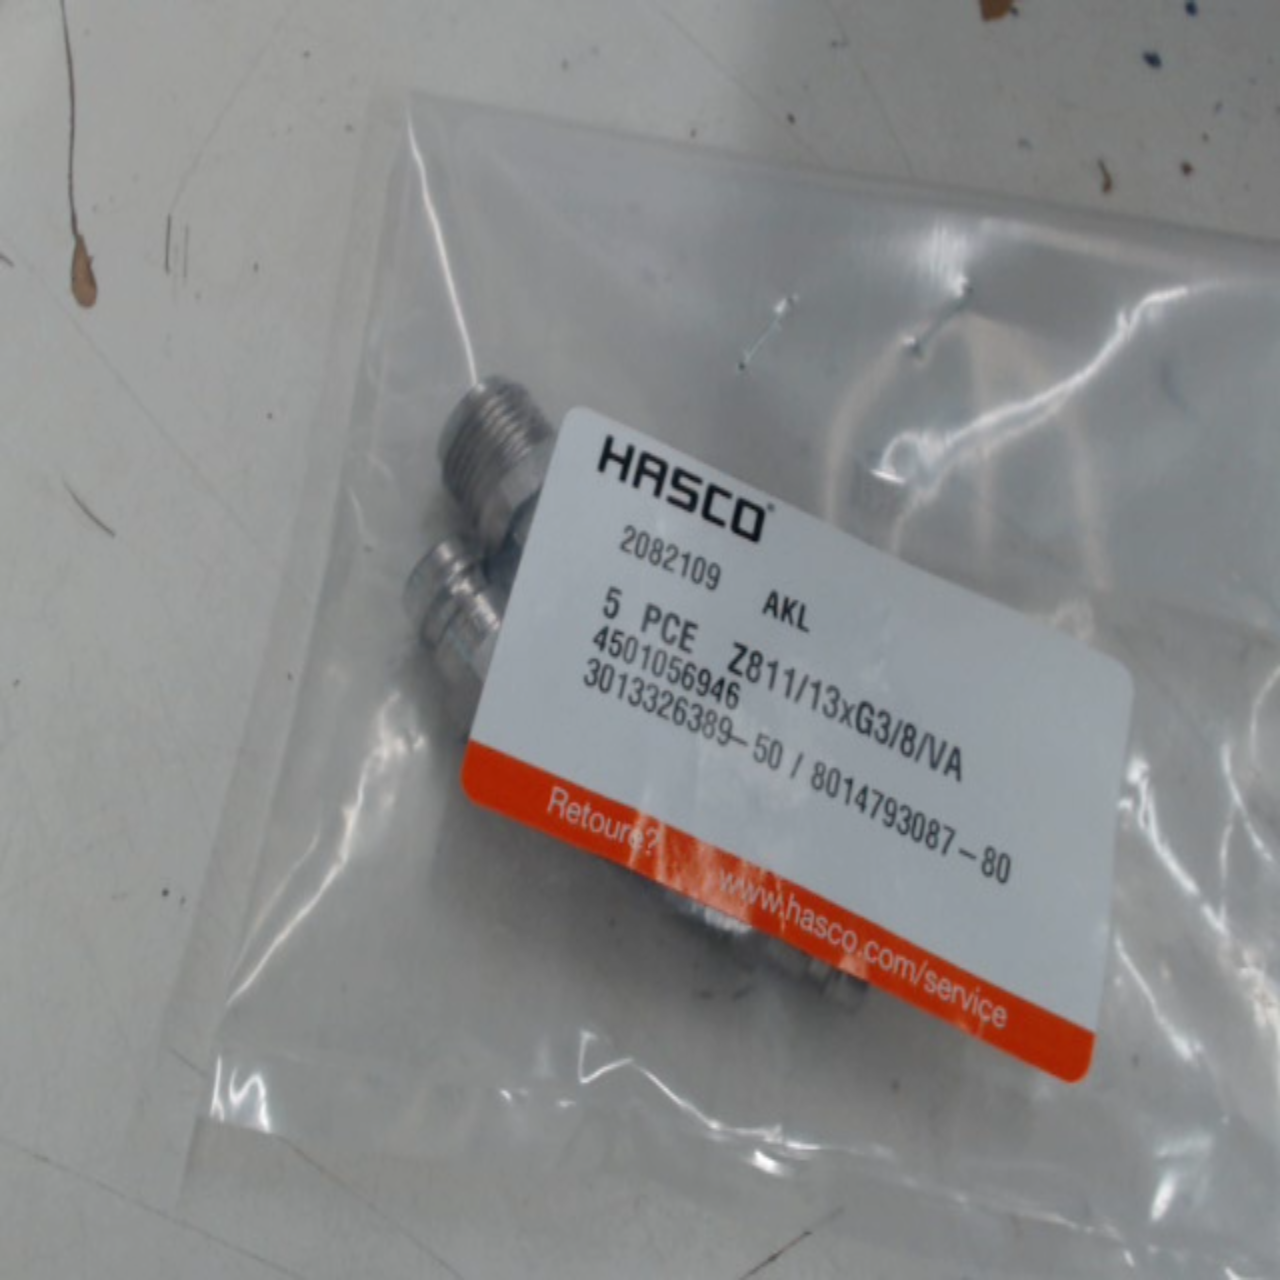 HASCO®
2082109 AKL
5 PCE Z811/13xG3/8/VA
4501056946
3013326389-50 / 8014793087-80
Retoure? www.hasco.com/service